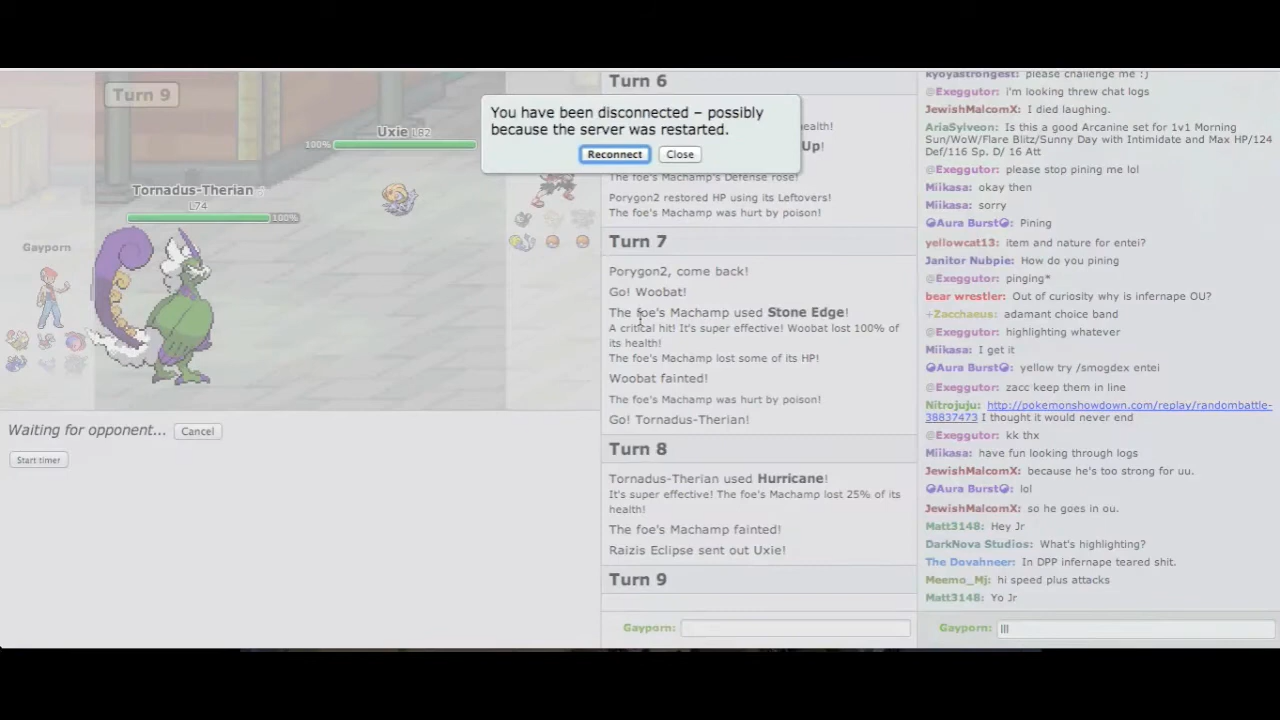 Turn 9
Uxie L82
100%
Tornadus-Therian
L74
100%
Gayporn
Waiting for opponent... Cancel
Start timer
You have been disconnected – possibly
because the server was restarted.
Reconnect Close
Turn 6
health!
Up!
The foe's Machamp's Defense rose!
Porygon2 restored HP using its Leftovers!
The foe's Machamp was hurt by poison!
Turn 7
Porygon2, come back!
Go! Woobat!
The foe's Machamp used Stone Edge!
A critical hit! It's super effective! Woobat lost 100% of
its health!
The foe's Machamp lost some of its HP!
Woobat fainted!
The foe's Machamp was hurt by poison!
Go! Tornadus-Therian!
Turn 8
Tornadus-Therian used Hurricane!
It's super effective! The foe's Machamp lost 25% of its
health!
The foe's Machamp fainted!
Raizis Eclipse sent out Uxie!
Turn 9
Gayporn:
kyoyastrongest: please challenge me :)
@Exeggutor: i'm looking threw chat logs
JewishMalcomX: I died laughing.
AriaSylveon: Is this a good Arcanine set for 1v1 Morning
Sun/WoW/Flare Blitz/Sunny Day with Intimidate and Max HP/124
Def/116 Sp. D/ 16 Att
@Exeggutor: please stop pining me lol
Miikasa: okay then
Miikasa: sorry
Aura Burst: Pining
yellowcat13: item and nature for entei?
Janitor Nubpie: How do you pining
@Exeggutor: pinging*
bear wrestler: Out of curiosity why is infernape OU?
+Zacchaeus: adamant choice band
@Exeggutor: highlighting whatever
Miikasa: I get it
Aura Burst: yellow try /smogdex entei
@Exeggutor: zacc keep them in line
Nitrojuju: http://pokemonshowdown.com/replay/randombattle-
38837473 I thought it would never end
@Exeggutor: kk thx
Miikasa: have fun looking through logs
JewishMalcomX: because he's too strong for uu.
Aura Burst: lol
JewishMalcomX: so he goes in ou.
Matt3148: Hey Jr
DarkNova Studios: What's highlighting?
The Dovahneer: In DPP infernape teared shit.
Meemo_Mj: hi speed plus attacks
Matt3148: Yo Jr
Gayporn: lll